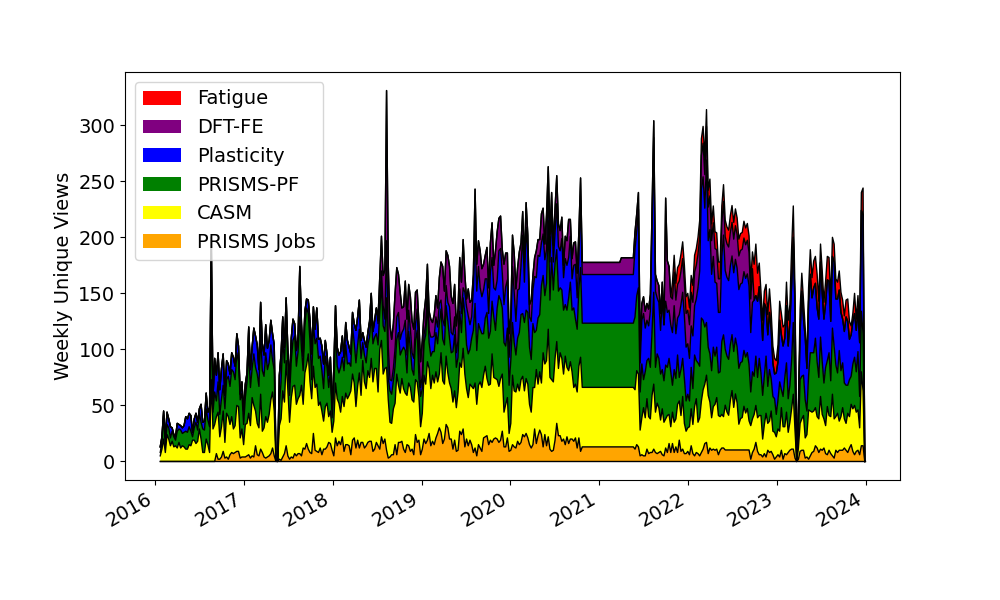 Fatigue
DFT-FE
Plasticity
PRISMS-PF
CASM
PRISMS Jobs
Weekly Unique Views
300
250
200
150
100
50
0
2016
2017
2018
2019
2020
2021
2022
2023
2024